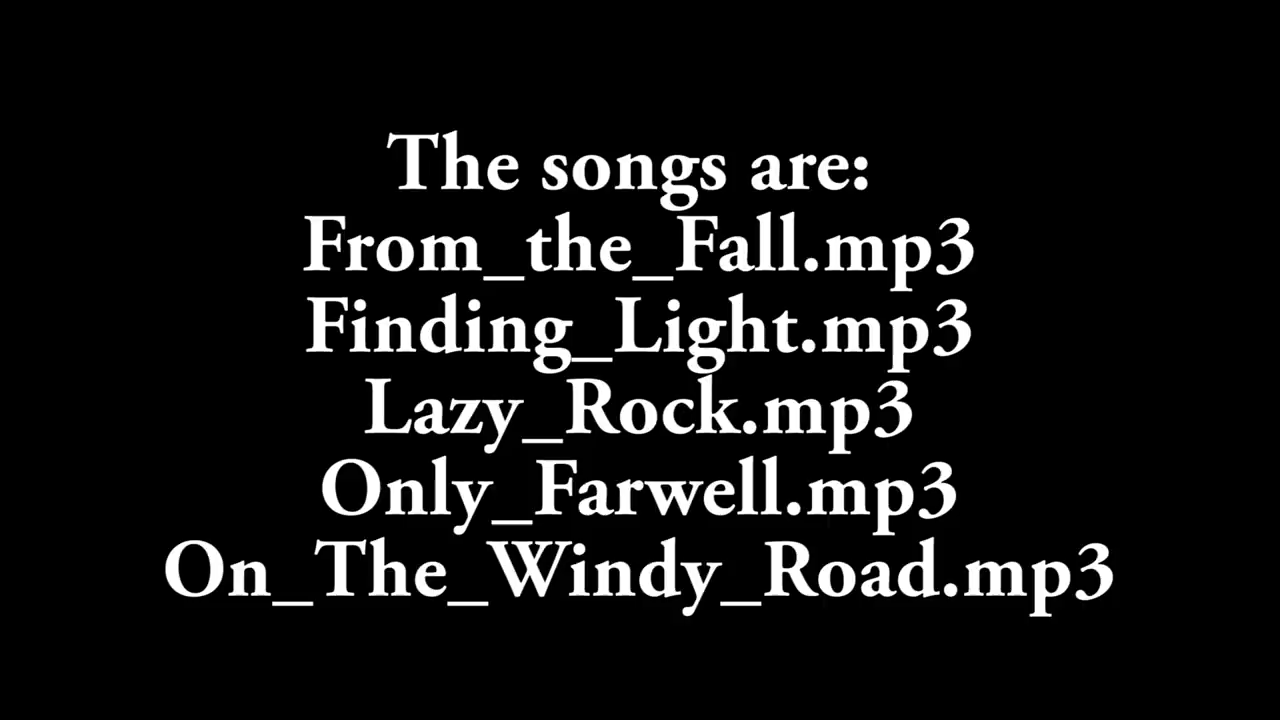 The songs are:
From_the_Fall.mp3
Finding_Light.mp3
Lazy_Rock.mp3
Only_Farwell.mp3
On_The_Windy_Road.mp3